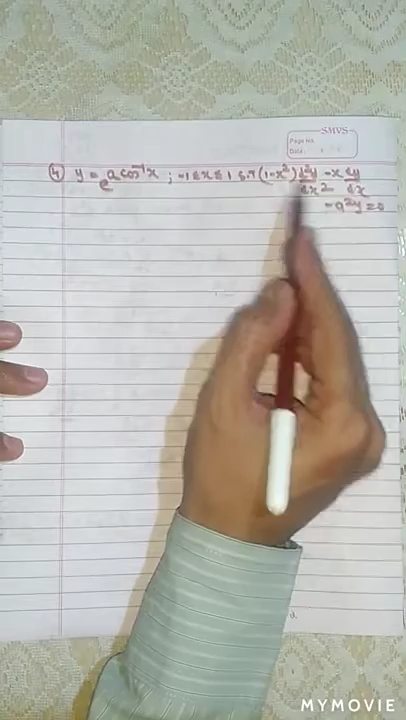 SMVS
Page No.
Date :
(4) y = e^{a cos⁻¹x} ; -1 ≤ x ≤ 1 S.T (1-x²) d²y/dx² - x dy/dx
- a²y = 0
MYMOVIE